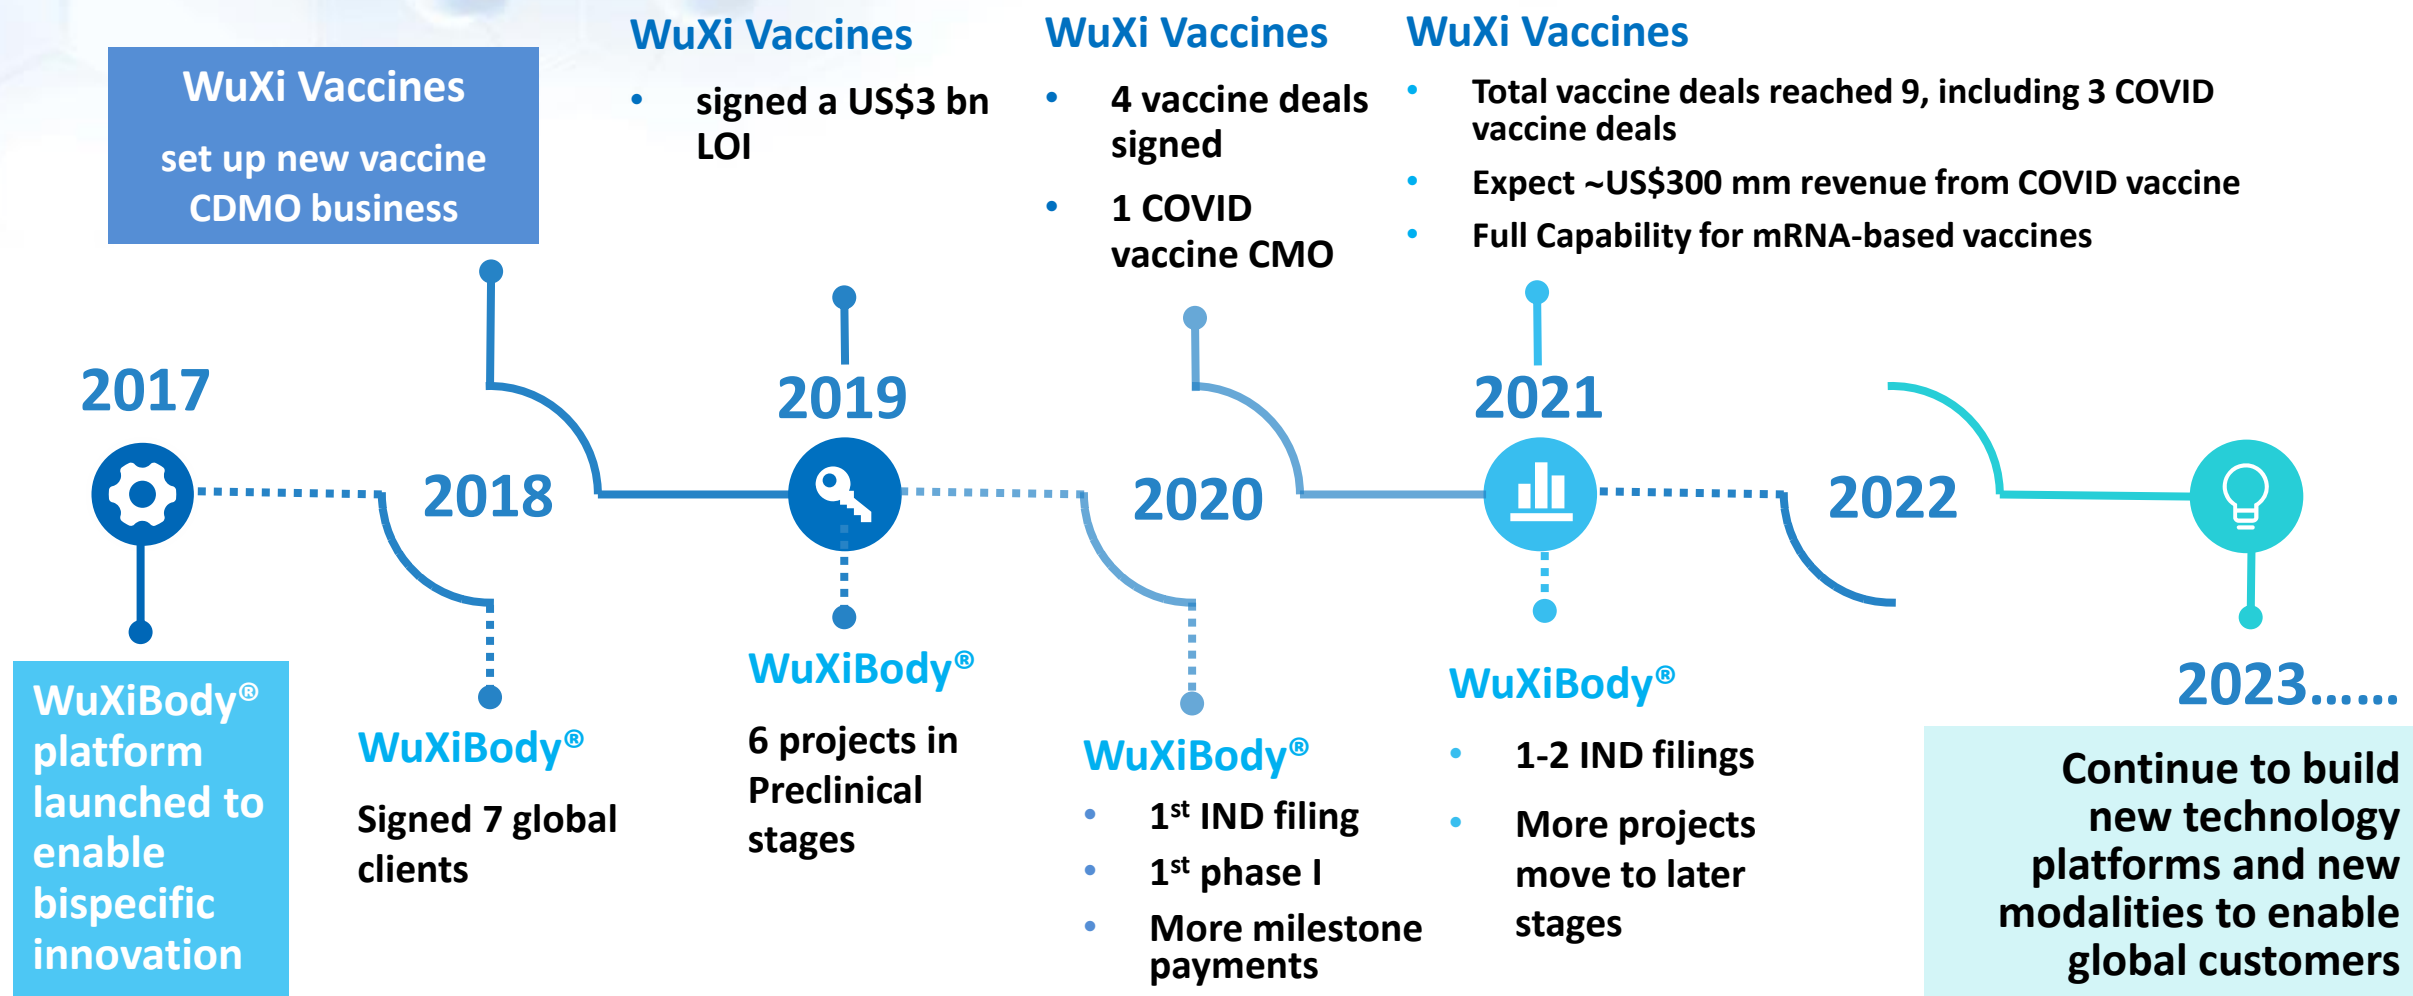 WuXi Vaccines
set up new vaccine
CDMO business
WuXi Vaccines
• signed a US$3 bn
LOI
WuXi Vaccines
• 4 vaccine deals
signed
• 1 COVID
vaccine CMO
WuXi Vaccines
• Total vaccine deals reached 9, including 3 COVID
vaccine deals
• Expect ~US$300 mm revenue from COVID vaccine
• Full Capability for mRNA-based vaccines
2017
2018
2019
2020
2021
2022
2023……
WuXiBody®
platform
launched to
enable
bispecific
innovation
WuXiBody®
Signed 7 global
clients
WuXiBody®
6 projects in
Preclinical
stages
WuXiBody®
• 1st IND filing
• 1st phase I
• More milestone
payments
WuXiBody®
• 1-2 IND filings
• More projects
move to later
stages
Continue to build
new technology
platforms and new
modalities to enable
global customers